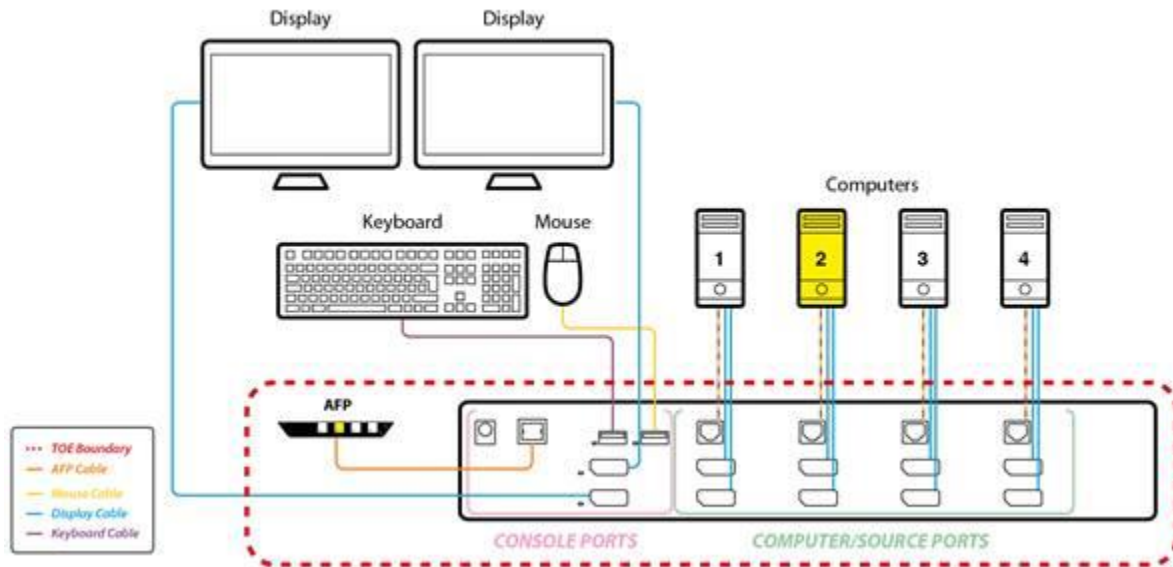 Display
Display
Computers
Keyboard
Mouse
1
2
3
4
AFP
TOE Boundary
AFP Cable
Mouse Cable
Display Cable
Keyboard Cable
CONSOLE PORTS
COMPUTER/SOURCE PORTS